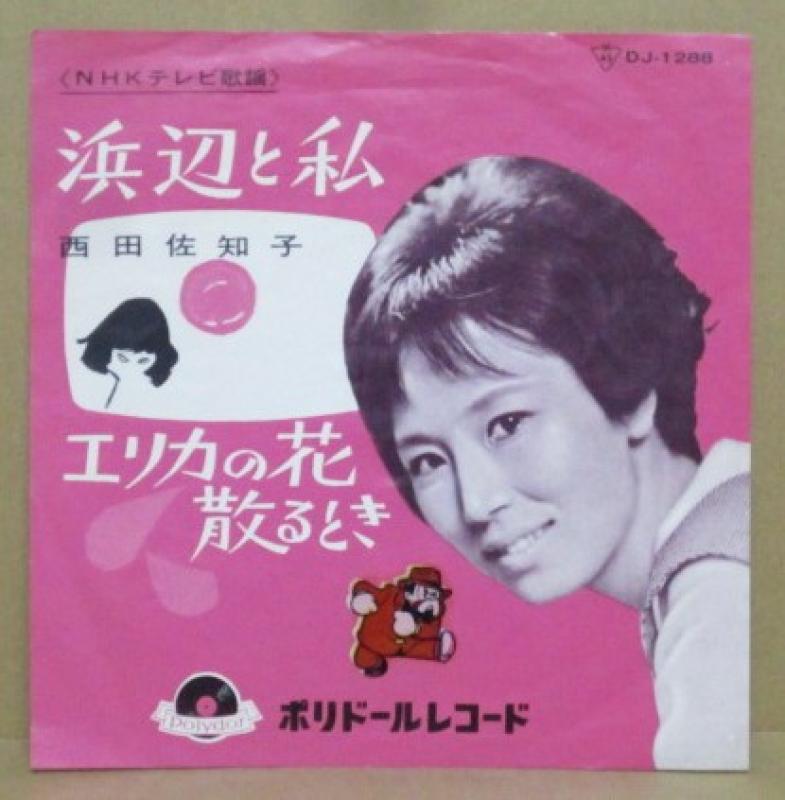 〈NHKテレビ歌謡〉
DJ-1288
浜辺と私
西田佐知子
エリカの花
散るとき
Polydor
ポリドールレコード